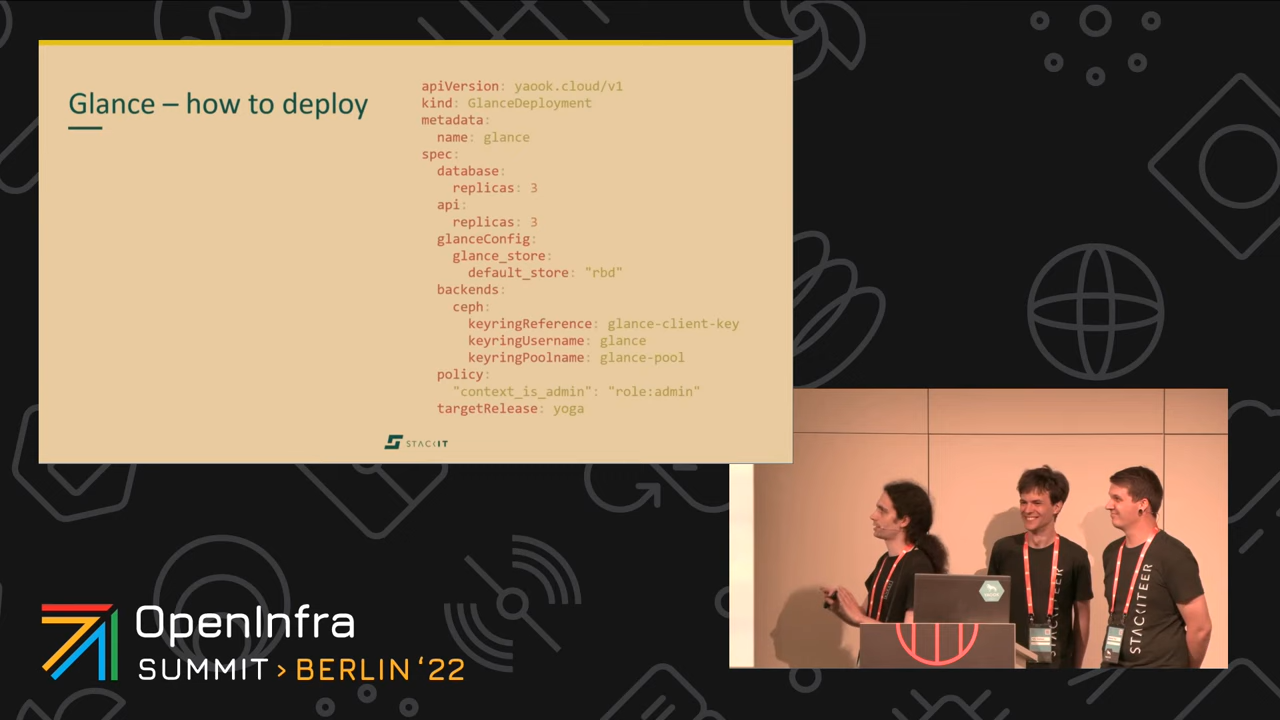 Glance – how to deploy
apiVersion: yaook.cloud/v1
kind: GlanceDeployment
metadata:
name: glance
spec:
database:
replicas: 3
api:
replicas: 3
glanceConfig:
glance_store:
default_store: "rbd"
backends:
ceph:
keyringReference: glance-client-key
keyringUsername: glance
keyringPoolname: glance-pool
policy:
"context_is_admin": "role:admin"
targetRelease: yoga
STACKIT
STACKITEER
STACKITEER
OpenInfra
SUMMIT > BERLIN ‘22